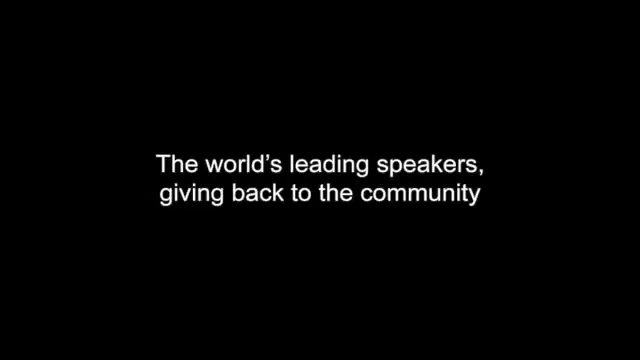 The world’s leading speakers,
giving back to the community